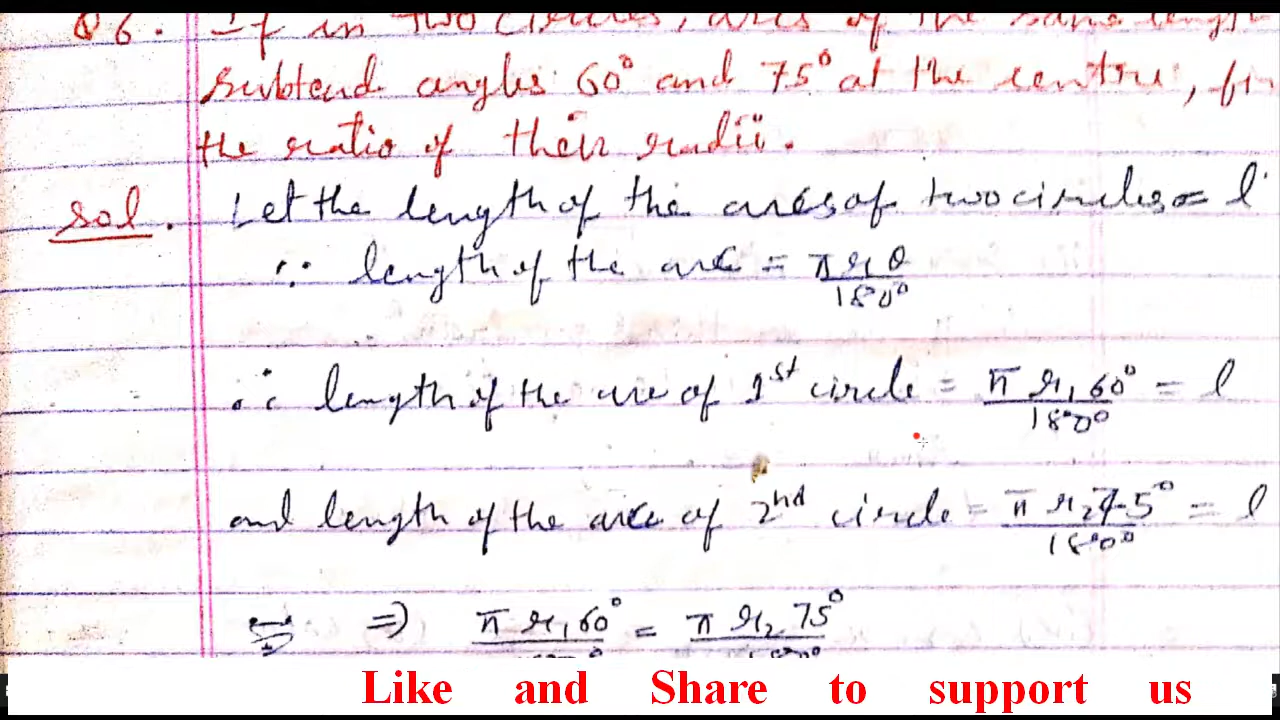 Q6. If in two circles, arcs of the same length
subtend angles 60° and 75° at the centre,
the ratio of their radii.
Sol. Let the length of the arcs of two circles = l
∵ length of the arc = πrθ/180°
∴ length of the arc of 1st circle = πr₁60°/180° = l
and length of the arc of 2nd circle = πr₂75°/180° = l
⇒ πr₁60°/180° = πr₂75°/180°
Like and Share to support us